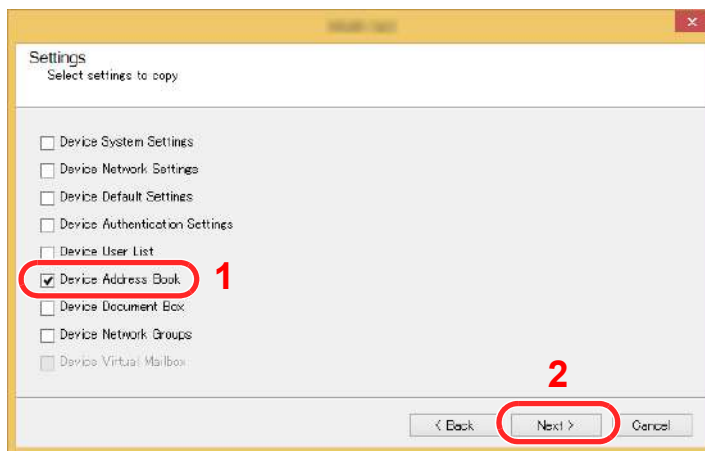 Settings
Select settings to copy
Device System Settings
Device Network Settings
Device Default Settings
Device Authentication Settings
Device User List
Device Address Book
1
Device Document Box
Device Network Groups
Device Virtual Mailbox
2
< Back
Next >
Cancel